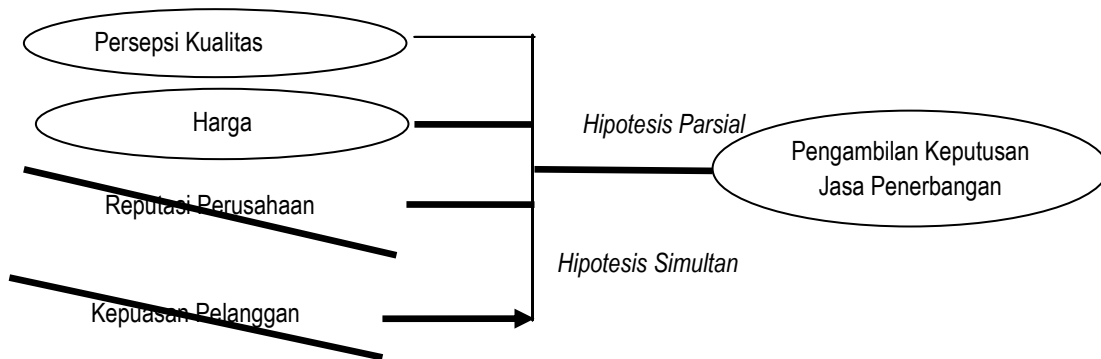 Persepsi Kualitas
Harga
Hipotesis Parsial
Pengambilan Keputusan
Jasa Penerbangan
Reputasi Perusahaan
Hipotesis Simultan
Kepuasan Pelanggan